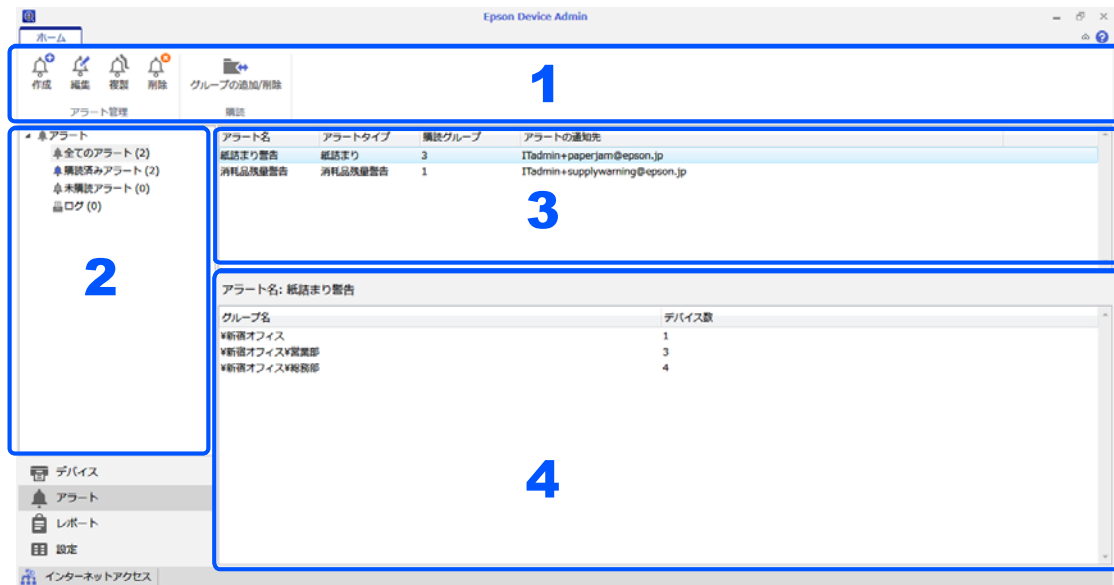 Epson Device Admin
ホーム
作成 編集 複製 削除 グループの追加/削除
アラート管理 購読
1
アラート
全てのアラート (2)
購読済みアラート (2)
未購読アラート (0)
ログ (0)
2
アラート名 アラートタイプ 購読グループ アラートの通知先
紙詰まり警告 紙詰まり 3 ITadmin+paperjam@epson.jp
消耗品残量警告 消耗品残量警告 1 ITadmin+supplywarning@epson.jp
3
アラート名: 紙詰まり警告
グループ名 デバイス数
¥新宿オフィス 1
¥新宿オフィス¥営業部 3
¥新宿オフィス¥総務部 4
4
デバイス
アラート
レポート
設定
インターネットアクセス